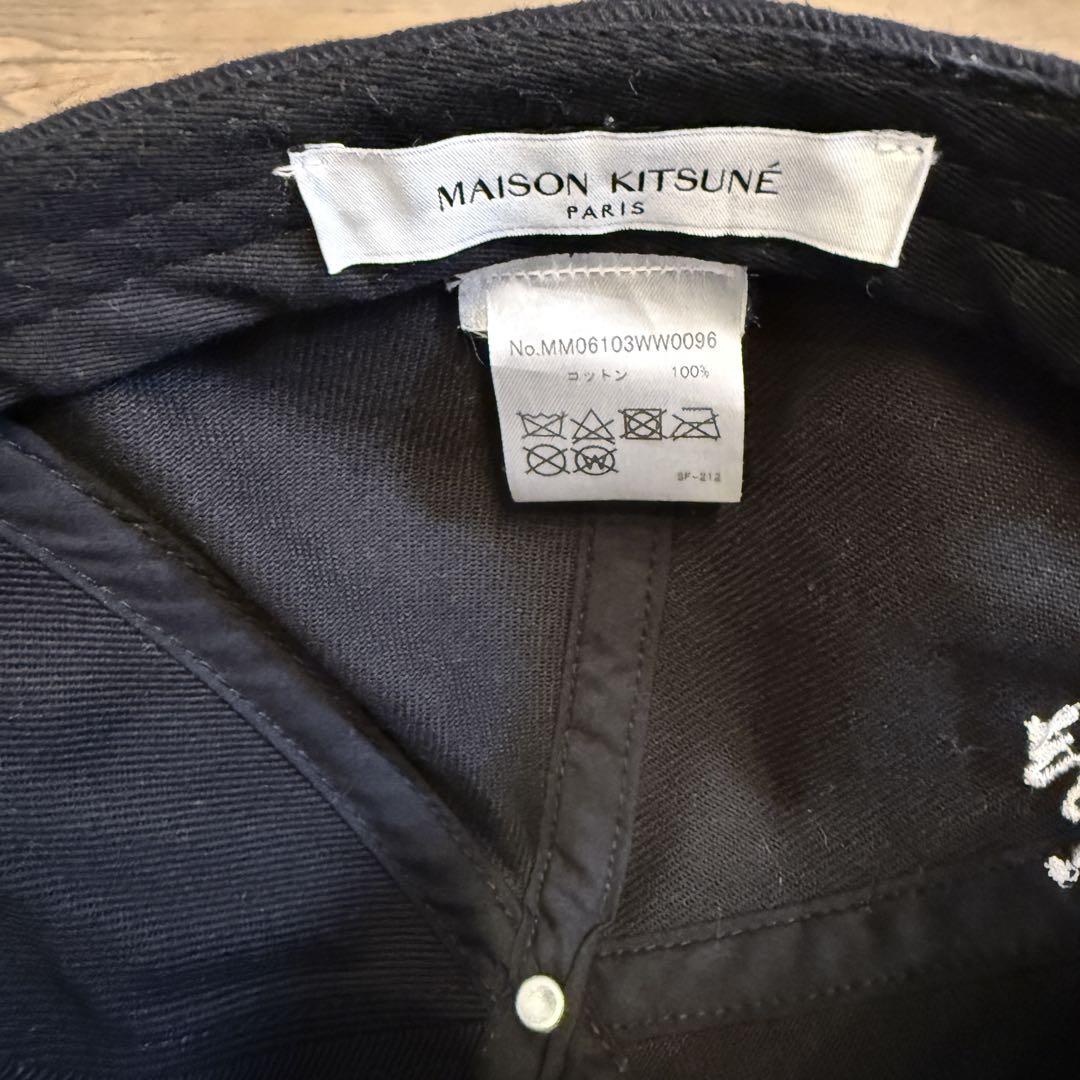 MAISON KITSUNÉ
PARIS
No.MM06103WW0096
コットン 100%
W
SF-212